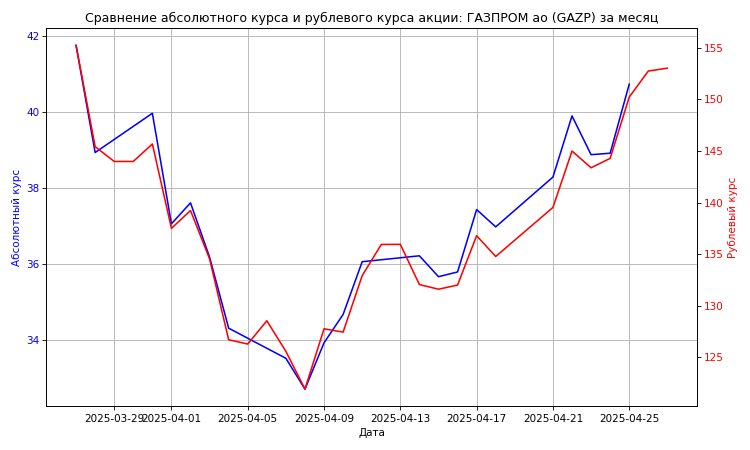 Сравнение абсолютного курса и рублевого курса акции: ГАЗПРОМ ао (GAZP) за месяц
42
40
38
36
34
Абсолютный курс
155
150
145
140
135
130
125
Рублевый курс
2025-03-29 2025-04-01 2025-04-05 2025-04-09 2025-04-13 2025-04-17 2025-04-21 2025-04-25
Дата